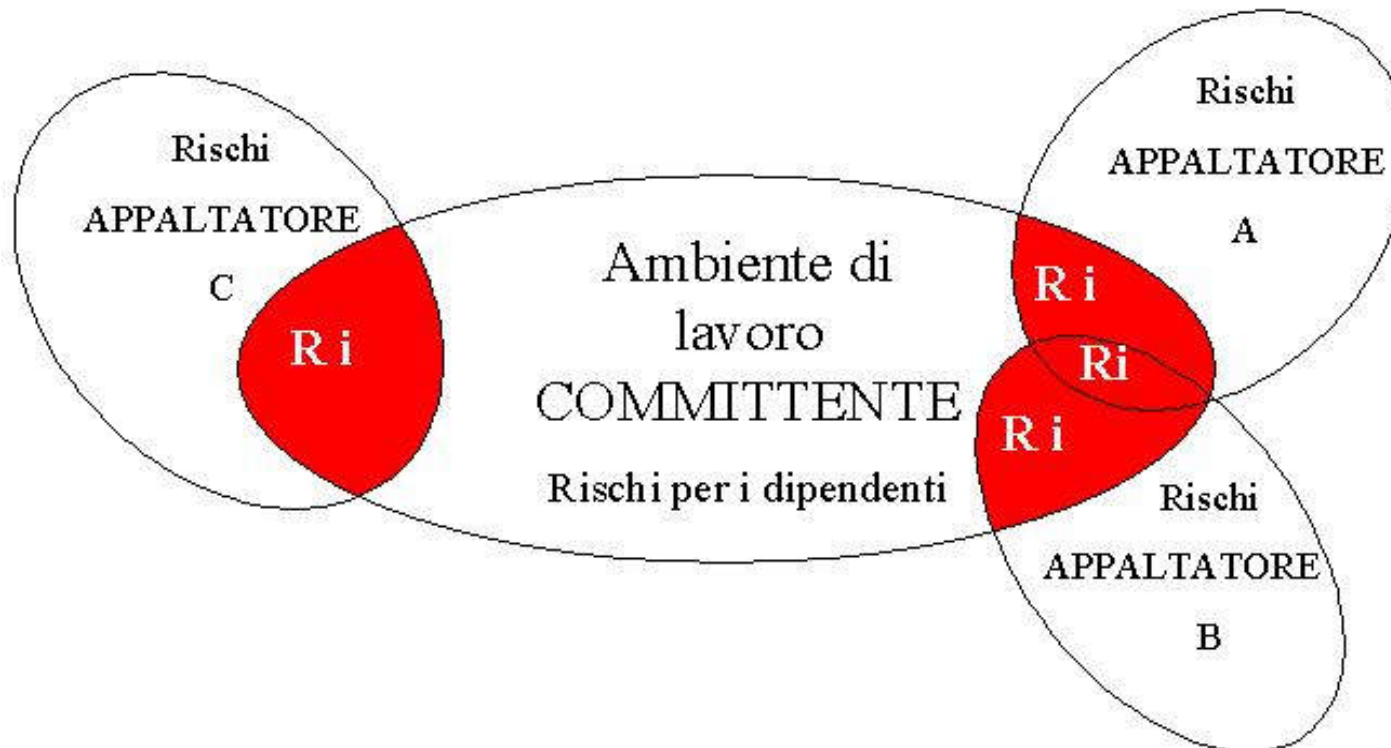 Rischi
APPALTATORE
C
R i
Ambiente di
lavoro
COMMITTENTE
Rischi per i dipendenti
Rischi
APPALTATORE
A
R i
Ri
R i
Rischi
APPALTATORE
B